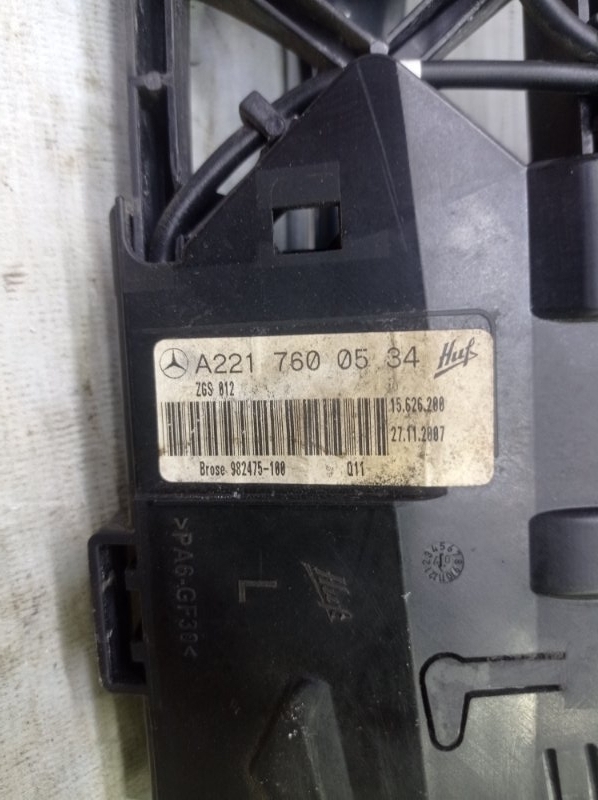 A221 760 05 34 Huf
ZGS 012
15.626.200
27.11.2007
Brose 982475-100 Q11
>PA6-GF30<
L
Huf